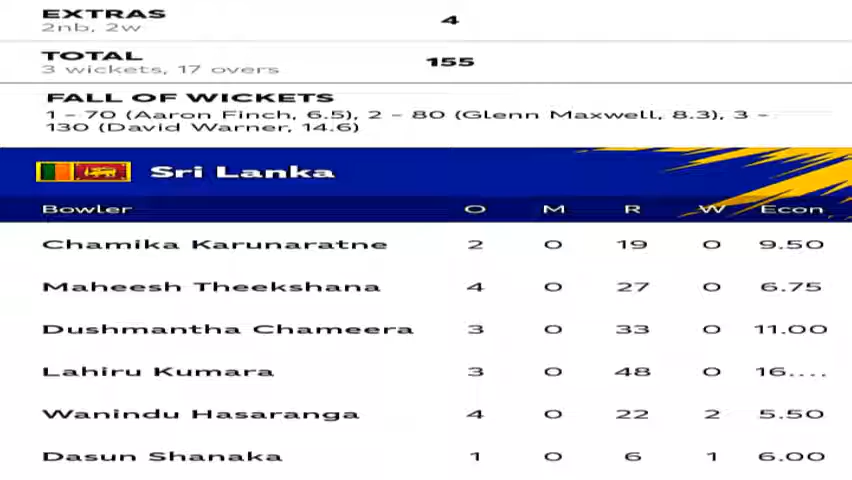 EXTRAS 4
2nb, 2w
TOTAL 155
3 wickets, 17 overs
FALL OF WICKETS
1 - 70 (Aaron Finch, 6.5), 2 - 80 (Glenn Maxwell, 8.3), 3 -
130 (David Warner, 14.6)
Sri Lanka
Bowler O M R W Econ
Chamika Karunaratne 2 0 19 0 9.50
Maheesh Theekshana 4 0 27 0 6.75
Dushmantha Chameera 3 0 33 0 11.00
Lahiru Kumara 3 0 48 0 16....
Wanindu Hasaranga 4 0 22 2 5.50
Dasun Shanaka 1 0 6 1 6.00